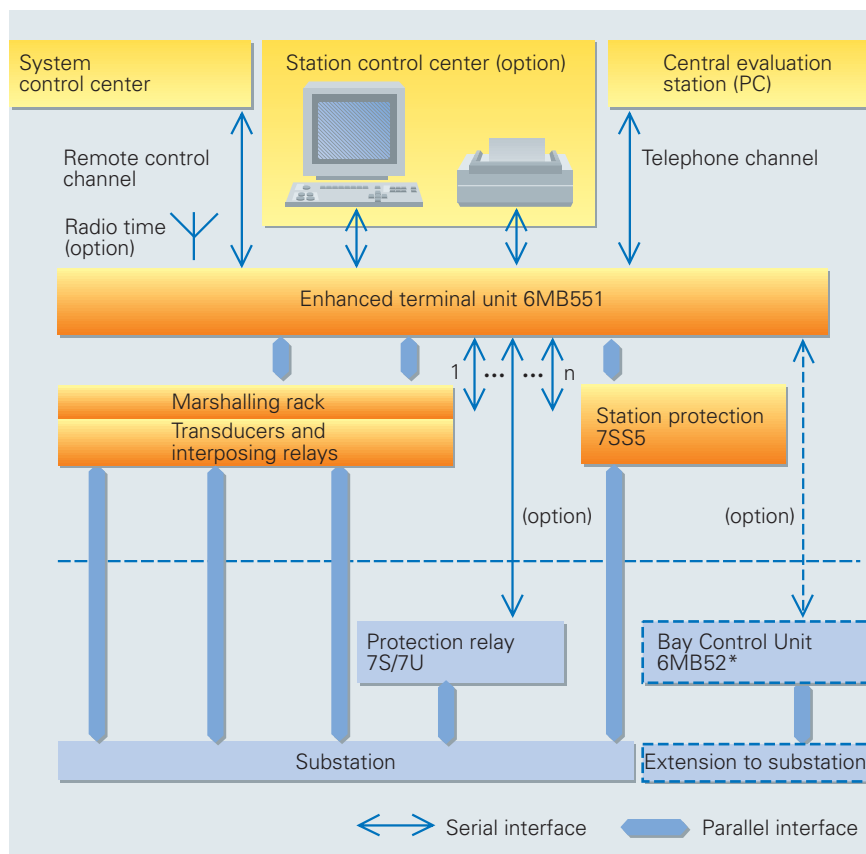 System
control center
Station control center (option)
Central evaluation
station (PC)
Remote control
channel
Telephone channel
Radio time
(option)
Enhanced terminal unit 6MB551
1 ... ... n
Marshalling rack
Transducers and
interposing relays
Station protection
7SS5
(option)
(option)
Protection relay
7S/7U
Bay Control Unit
6MB52*
Substation
Extension to substation
Serial interface
Parallel interface